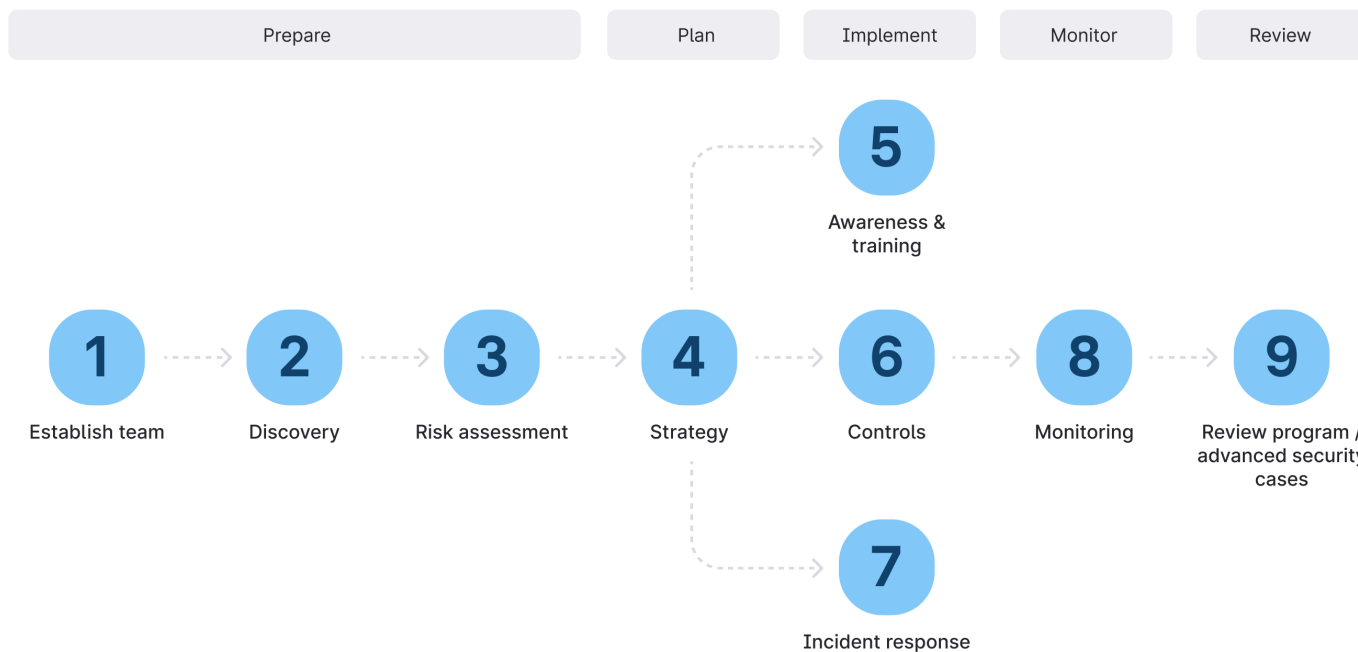 Prepare
Plan
Implement
Monitor
Review
5
Awareness &
training
1
2
3
4
6
8
9
Establish team
Discovery
Risk assessment
Strategy
Controls
Monitoring
Review program /
advanced security
cases
7
Incident response